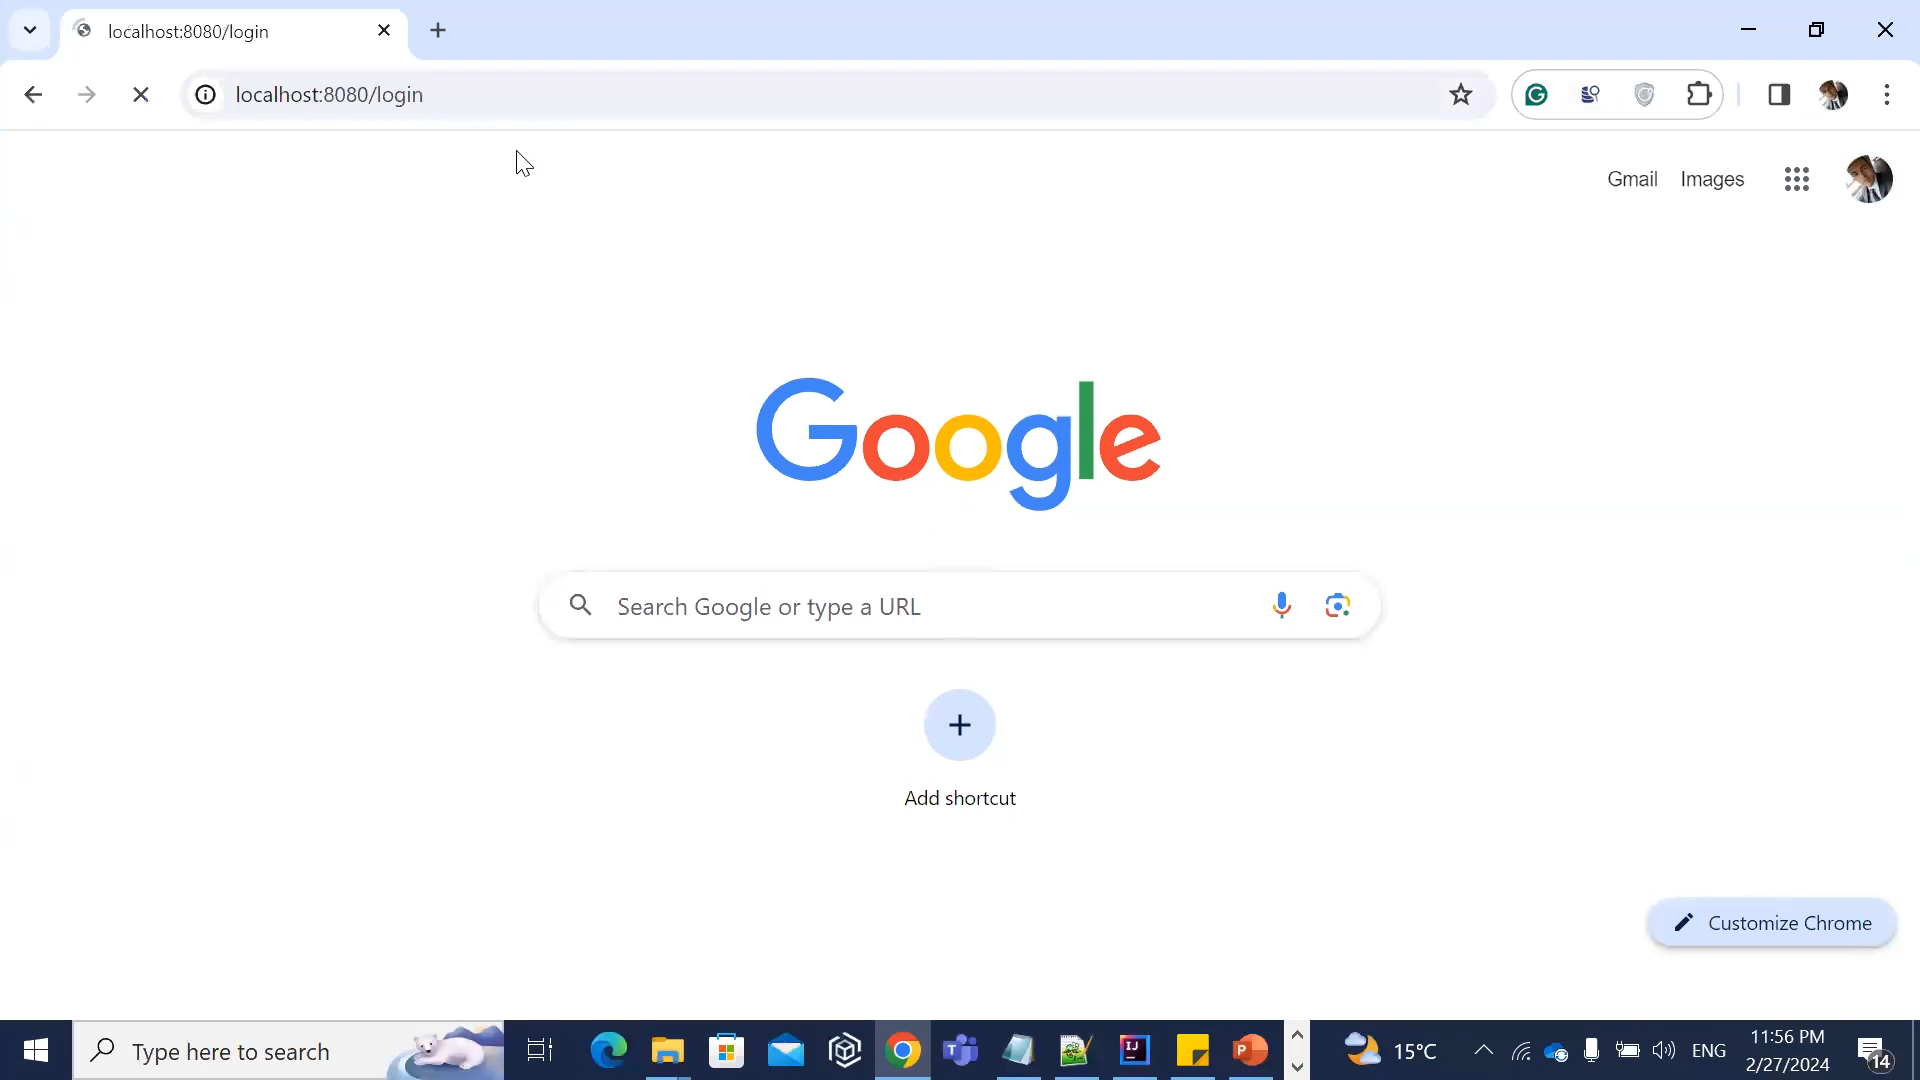 localhost:8080/login
localhost:8080/login
Gmail Images
Google
Search Google or type a URL
Add shortcut
Customize Chrome
Type here to search
15°C
ENG
11:56 PM
2/27/2024
14